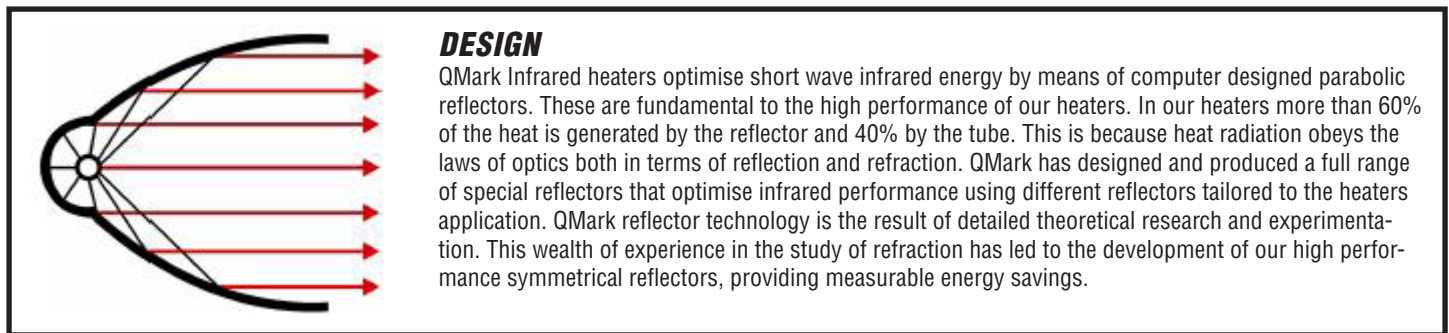 DESIGN
QMark Infrared heaters optimise short wave infrared energy by means of computer designed parabolic
reflectors. These are fundamental to the high performance of our heaters. In our heaters more than 60%
of the heat is generated by the reflector and 40% by the tube. This is because heat radiation obeys the
laws of optics both in terms of reflection and refraction. QMark has designed and produced a full range
of special reflectors that optimise infrared performance using different reflectors tailored to the heaters
application. QMark reflector technology is the result of detailed theoretical research and experimenta-
tion. This wealth of experience in the study of refraction has led to the development of our high perfor-
mance symmetrical reflectors, providing measurable energy savings.